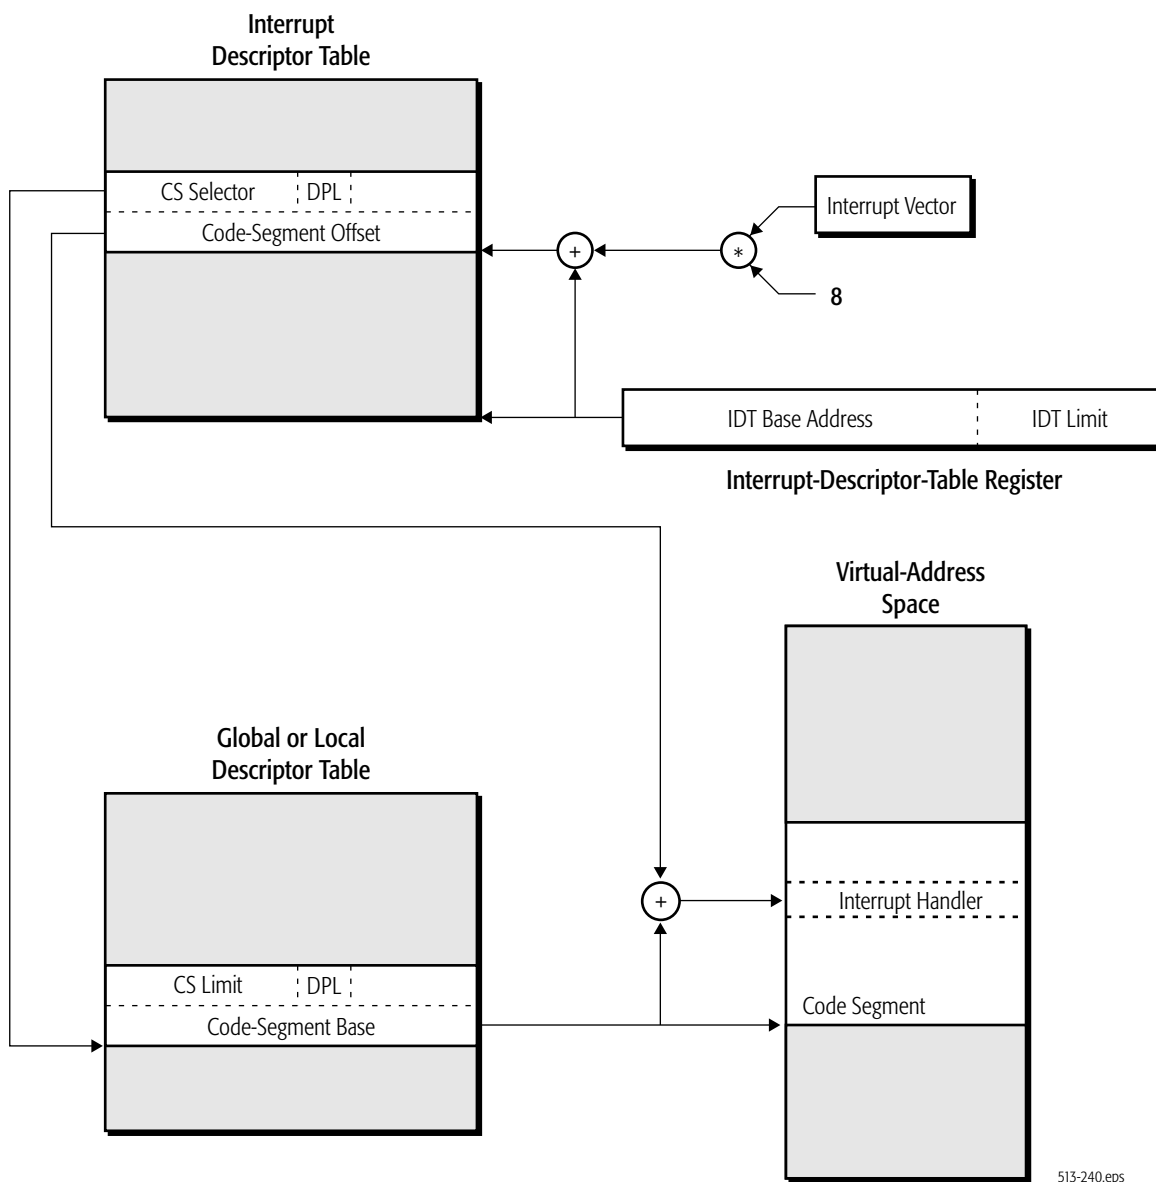 Interrupt
Descriptor Table
CS Selector DPL
Code-Segment Offset
Interrupt Vector
+
*
8
IDT Base Address IDT Limit
Interrupt-Descriptor-Table Register
Virtual-Address
Space
Global or Local
Descriptor Table
+
Interrupt Handler
CS Limit DPL
Code-Segment Base
Code Segment
513-240.eps